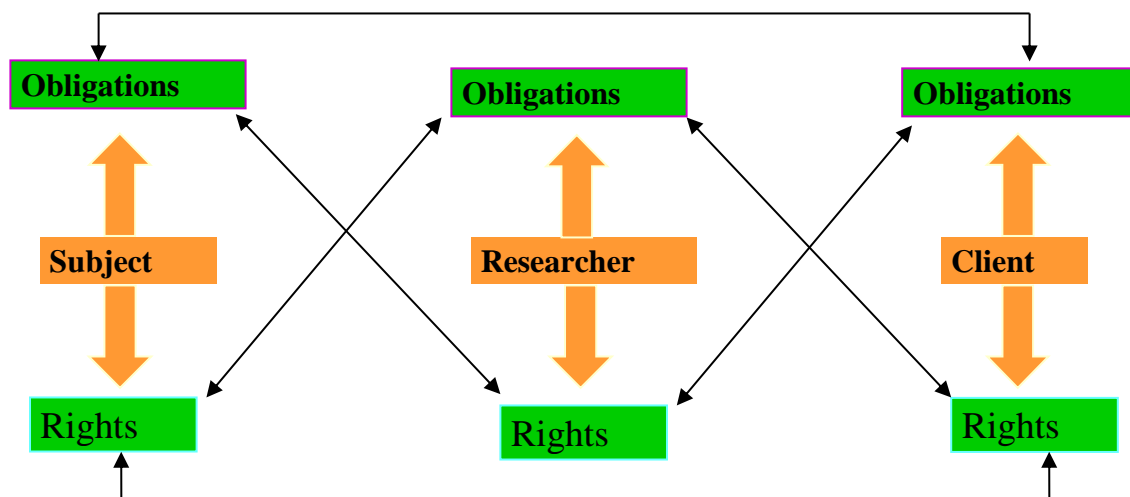 Obligations
Obligations
Obligations
Subject
Researcher
Client
Rights
Rights
Rights